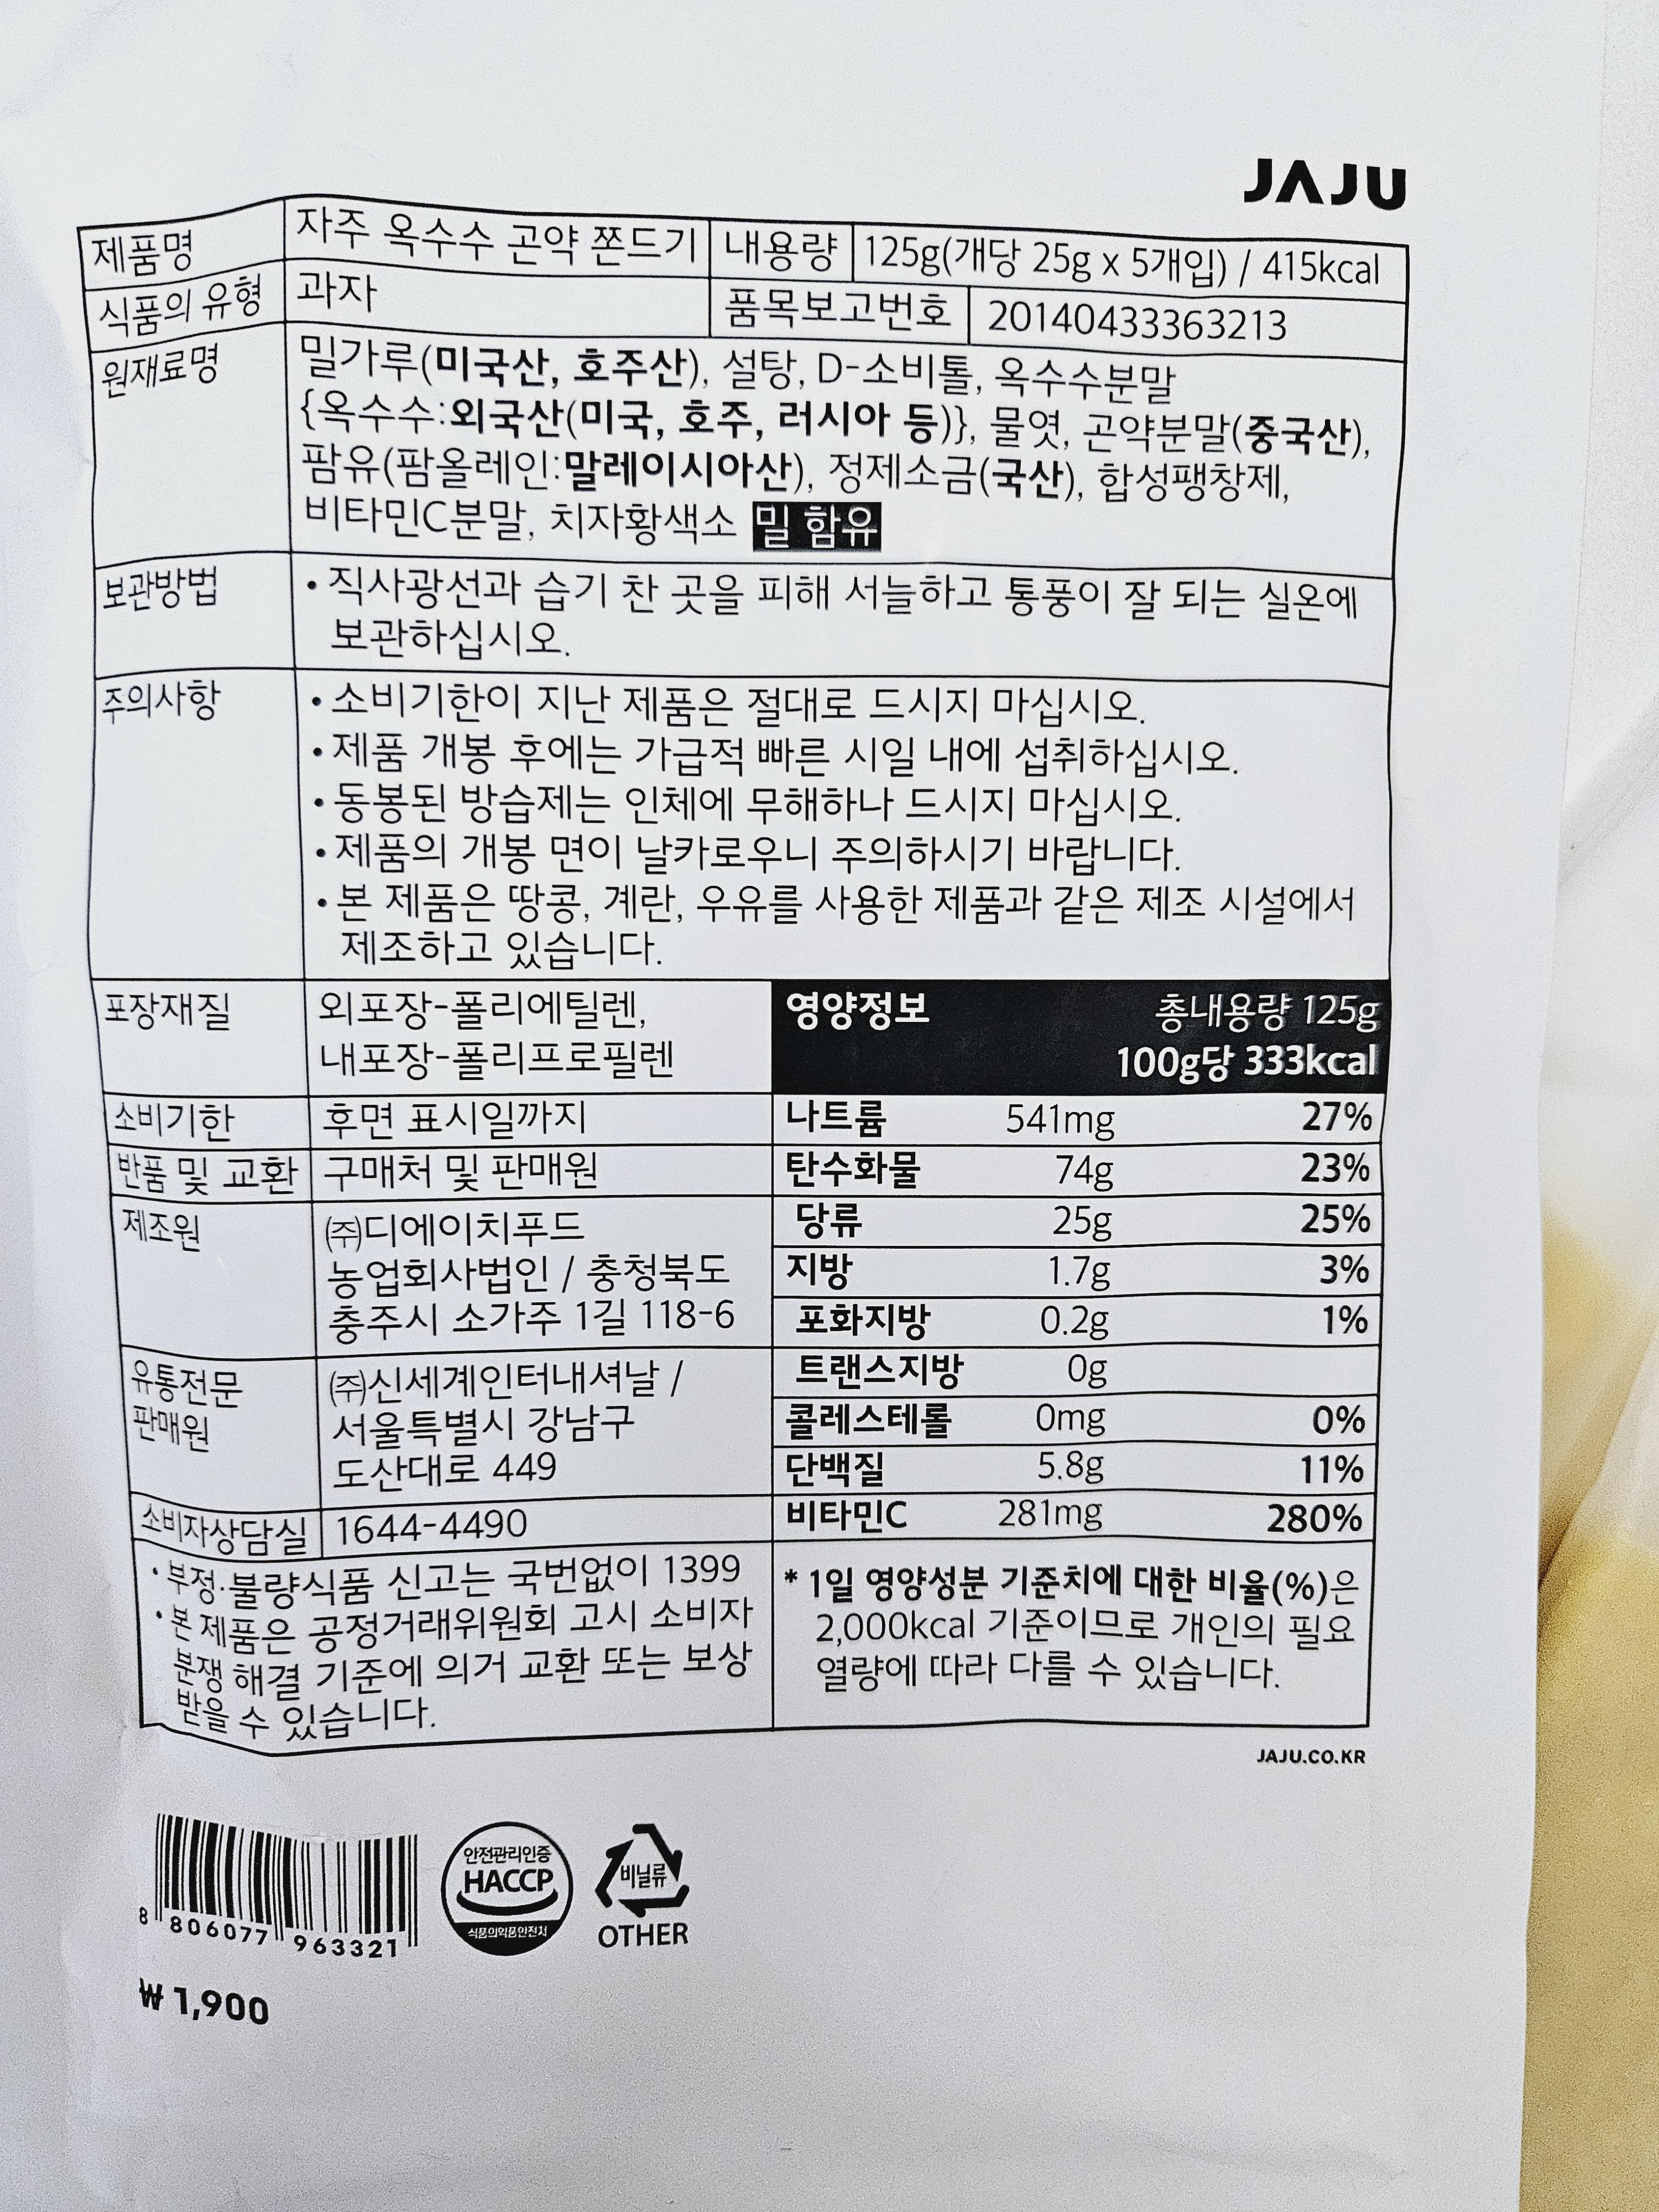 JAJU
제품명 자주 옥수수 곤약 쫀드기 내용량 125g(개당 25g x 5개입) / 415kcal
식품의 유형 과자 품목보고번호 20140433363213
원재료명 밀가루(미국산, 호주산), 설탕, D-소비톨, 옥수수분말
{옥수수:외국산(미국, 호주, 러시아 등)}, 물엿, 곤약분말(중국산),
팜유(팜올레인:말레이시아산), 정제소금(국산), 합성팽창제,
비타민C분말, 치자황색소 밀 함유
보관방법 • 직사광선과 습기 찬 곳을 피해 서늘하고 통풍이 잘 되는 실온에
보관하십시오.
주의사항 • 소비기한이 지난 제품은 절대로 드시지 마십시오.
• 제품 개봉 후에는 가급적 빠른 시일 내에 섭취하십시오.
• 동봉된 방습제는 인체에 무해하나 드시지 마십시오.
• 제품의 개봉 면이 날카로우니 주의하시기 바랍니다.
• 본 제품은 땅콩, 계란, 우유를 사용한 제품과 같은 제조 시설에서
제조하고 있습니다.
포장재질 외포장-폴리에틸렌,
내포장-폴리프로필렌
소비기한 후면 표시일까지
반품 및 교환 구매처 및 판매원
제조원 ㈜디에이치푸드
농업회사법인 / 충청북도
충주시 소가주 1길 118-6
유통전문 ㈜신세계인터내셔날 /
판매원 서울특별시 강남구
도산대로 449
소비자상담실 1644-4490
• 부정·불량식품 신고는 국번없이 1399
• 본 제품은 공정거래위원회 고시 소비자
분쟁 해결 기준에 의거 교환 또는 보상
받을 수 있습니다.
영양정보 총내용량 125g
100g당 333kcal
나트륨 541mg 27%
탄수화물 74g 23%
당류 25g 25%
지방 1.7g 3%
포화지방 0.2g 1%
트랜스지방 0g
콜레스테롤 0mg 0%
단백질 5.8g 11%
비타민C 281mg 280%
* 1일 영양성분 기준치에 대한 비율(%)은
2,000kcal 기준이므로 개인의 필요
열량에 따라 다를 수 있습니다.
JAJU.CO.KR
8 806077 963321
안전관리인증
HACCP
식품의약품안전처
비닐류
OTHER
₩ 1,900